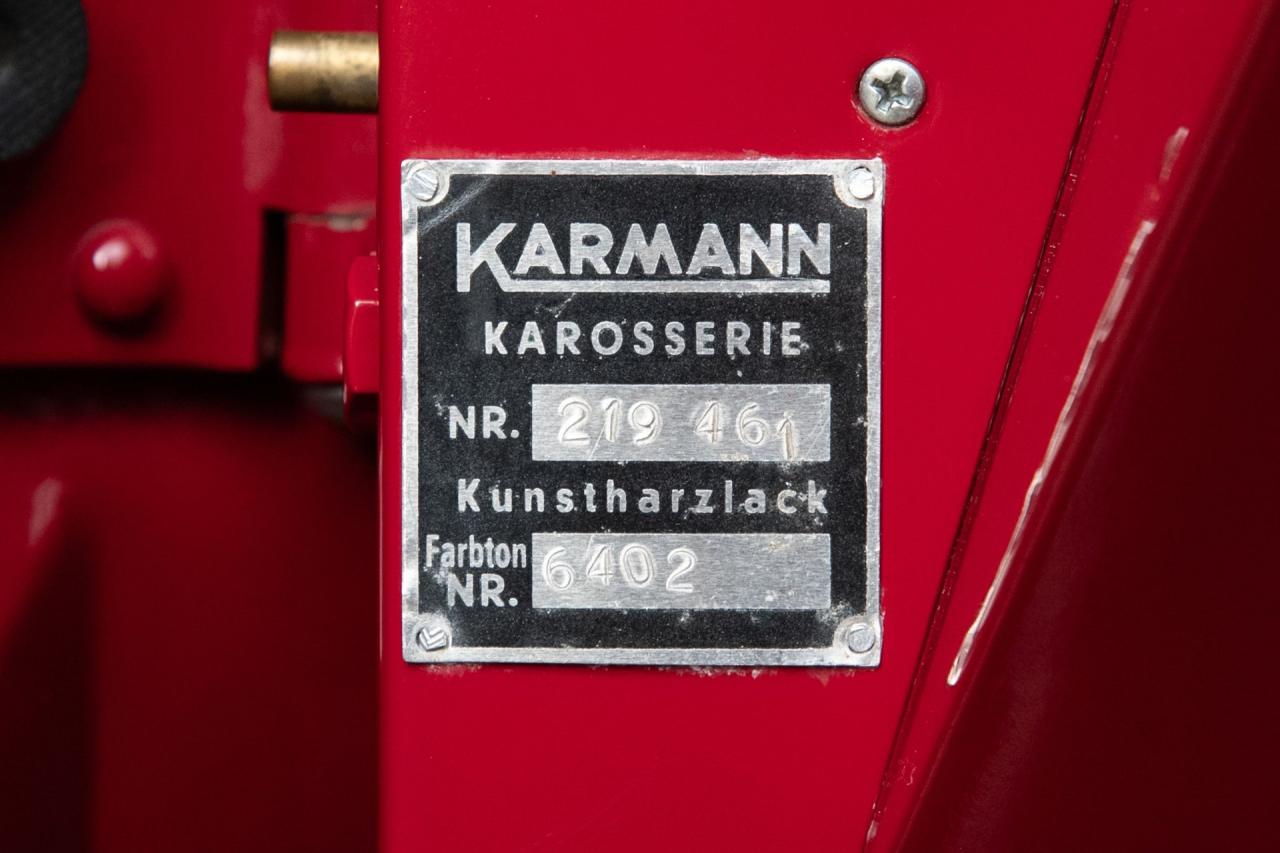 KARMANN
KAROSSERIE
NR. 219 461
Kunstharzlack
Farbton
NR. 6402